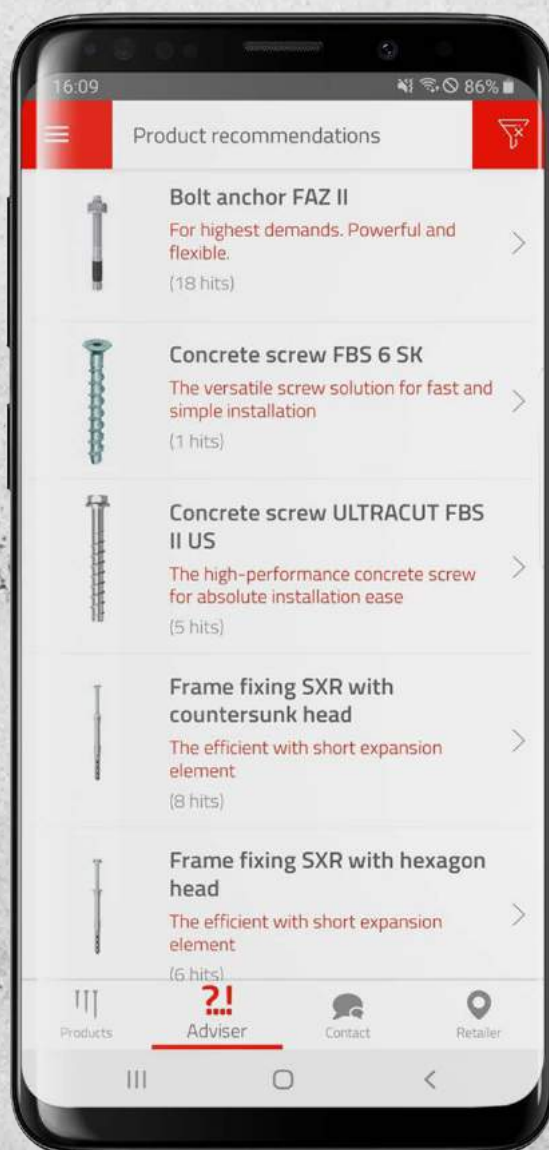 16:09
86%
Product recommendations
Bolt anchor FAZ II
For highest demands. Powerful and
flexible.
(18 hits)
Concrete screw FBS 6 SK
The versatile screw solution for fast and
simple installation
(1 hits)
Concrete screw ULTRACUT FBS
II US
The high-performance concrete screw
for absolute installation ease
(5 hits)
Frame fixing SXR with
countersunk head
The efficient with short expansion
element
(8 hits)
Frame fixing SXR with hexagon
head
The efficient with short expansion
element
(6 hits)
?!
Products
Adviser
Contact
Retailer